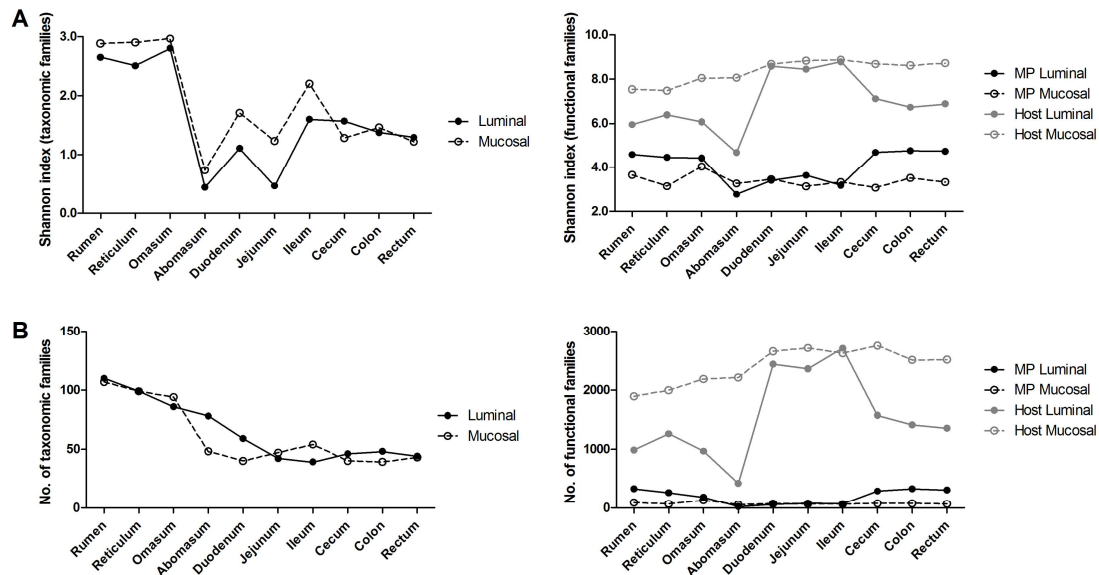 A
Shannon index (taxonomic families)
3.0
2.0
1.0
0.0
Rumen
Reticulum
Omasum
Abomasum
Duodenum
Jejunum
Ileum
Cecum
Colon
Rectum
Luminal
Mucosal
Shannon index (functional families)
10.0
8.0
6.0
4.0
2.0
Rumen
Reticulum
Omasum
Abomasum
Duodenum
Jejunum
Ileum
Cecum
Colon
Rectum
MP Luminal
MP Mucosal
Host Luminal
Host Mucosal
B
No. of taxonomic families
150
100
50
0
Rumen
Reticulum
Omasum
Abomasum
Duodenum
Jejunum
Ileum
Cecum
Colon
Rectum
Luminal
Mucosal
No. of functional families
3000
2000
1000
0
Rumen
Reticulum
Omasum
Abomasum
Duodenum
Jejunum
Ileum
Cecum
Colon
Rectum
MP Luminal
MP Mucosal
Host Luminal
Host Mucosal